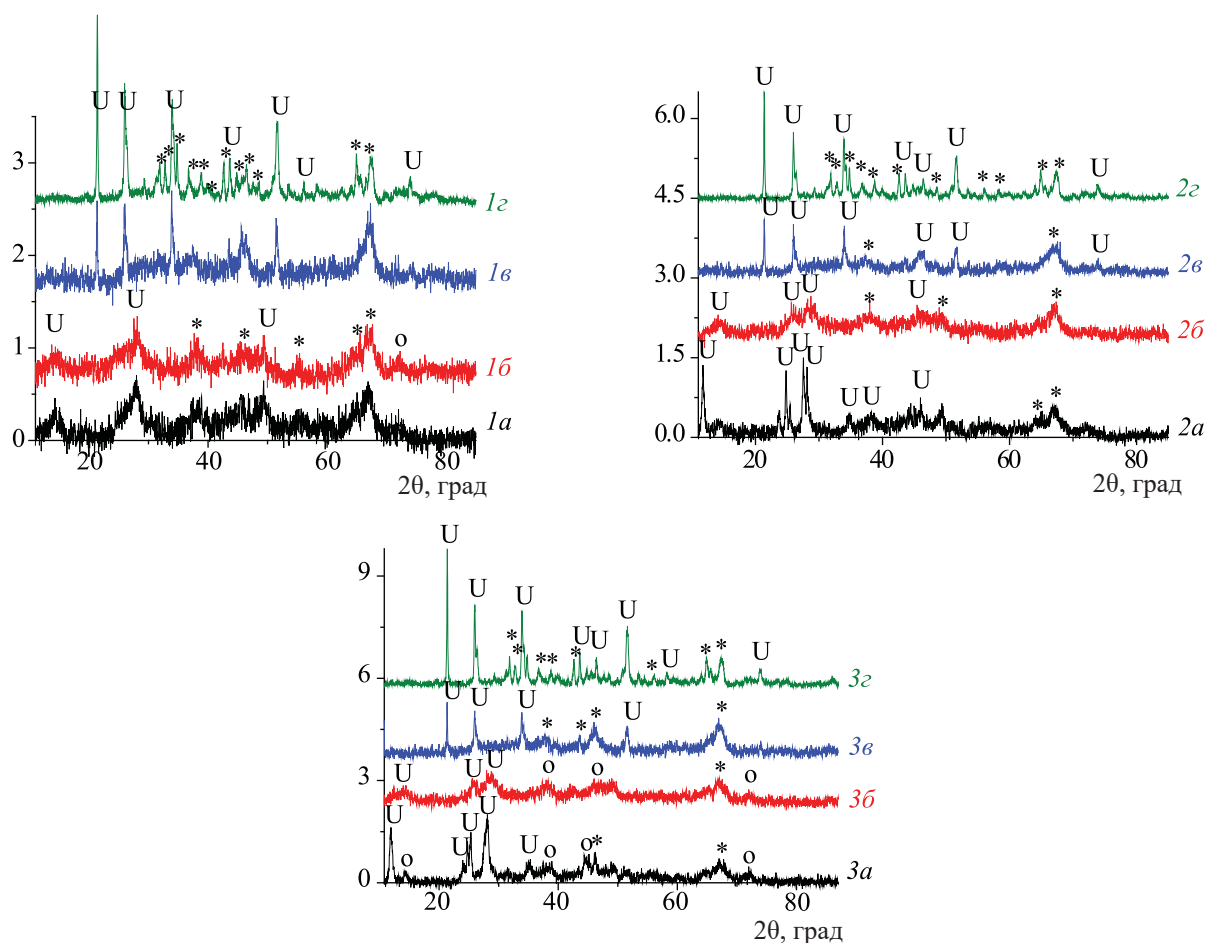 U U U U U U
* * * * * * * * * * * * *
3
1г
2
1в
U U U
* * * * * o
1
1б
0
1а
20 40 60 80
2θ, град
U U U U U U U
* * * * * * * * * * * *
6.0
4.5
2г
U U U U U U
* *
3.0
2в
U U U U
* * *
2б
1.5
U U U U U U
* *
0.0
2а
20 40 60 80
2θ, град
U U U U U U U U
* * * * * * * *
9
6
3г
U U U U
* * * *
3в
U U U o o * o
3
3б
U o U U U U o o * * o
0
3а
20 40 60 80
2θ, град